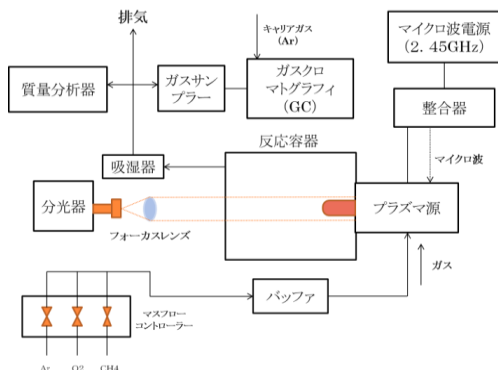 排気
キャリアガス
(Ar)
マイクロ波電源
(2. 45GHz)
質量分析器
ガスサン
プラー
ガスクロ
マトグラフィ
(GC)
整合器
反応容器
マイクロ波
吸湿器
分光器
プラズマ源
フォーカスレンズ
ガス
バッファ
マスフロー
コントローラー
Ar
O2
CH4